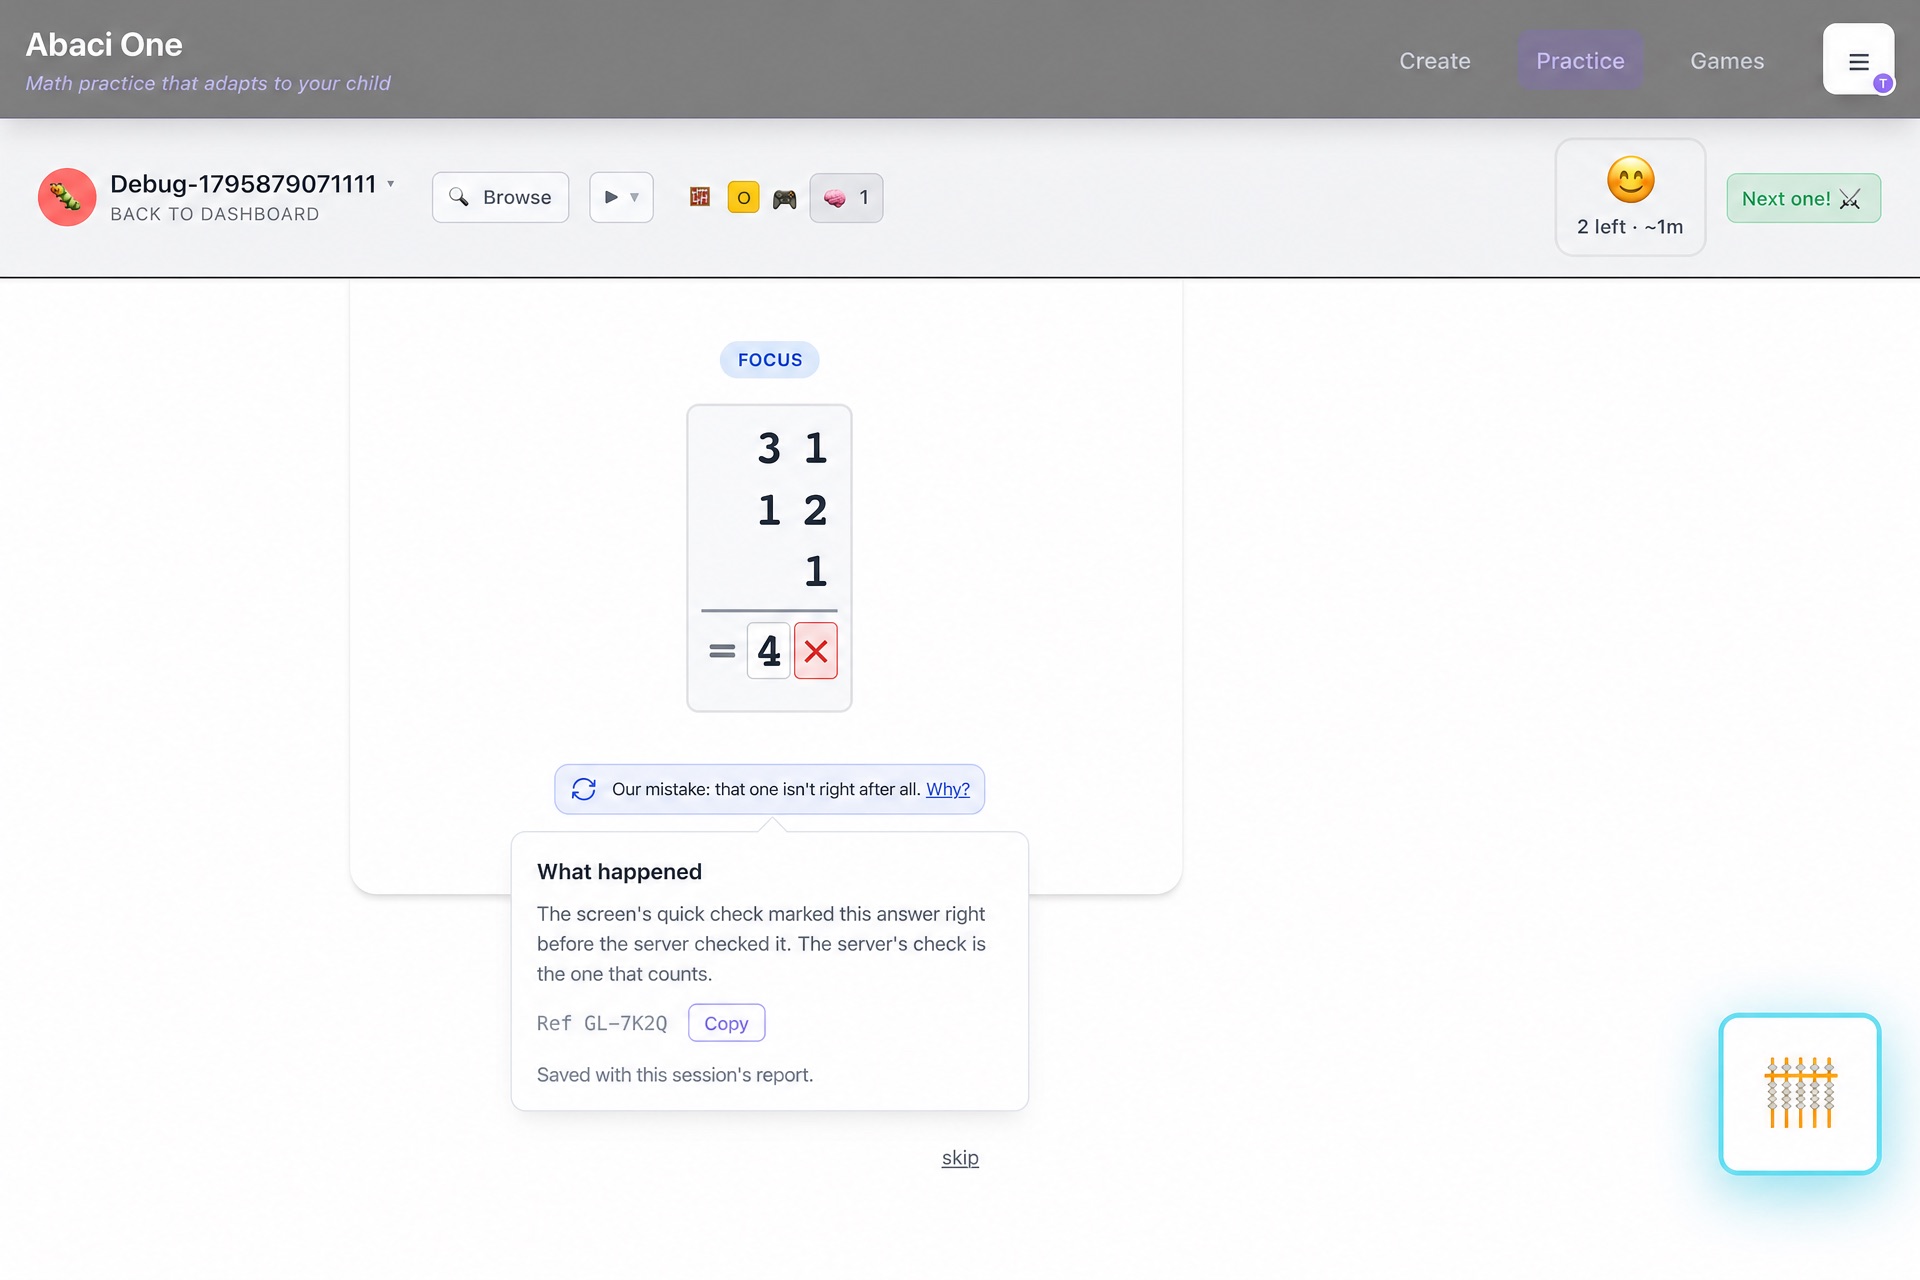 Abaci One
Math practice that adapts to your child
Create
Practice
Games
T
Debug-1795879071111
BACK TO DASHBOARD
Browse
O
1
2 left · ~1m
Next one!
FOCUS
3 1
1 2
1
= 4 ×
Our mistake: that one isn't right after all. Why?
What happened
The screen's quick check marked this answer right
before the server checked it. The server's check is
the one that counts.
Ref GL-7K2Q
Copy
Saved with this session's report.
skip